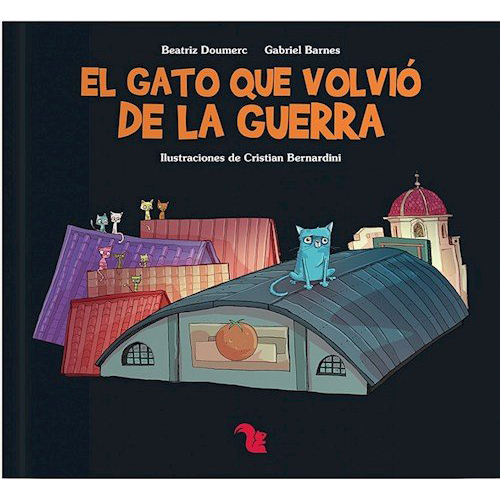 Beatriz Doumerc Gabriel Barnes
EL GATO QUE VOLVIÓ
DE LA GUERRA
Ilustraciones de Cristian Bernardini